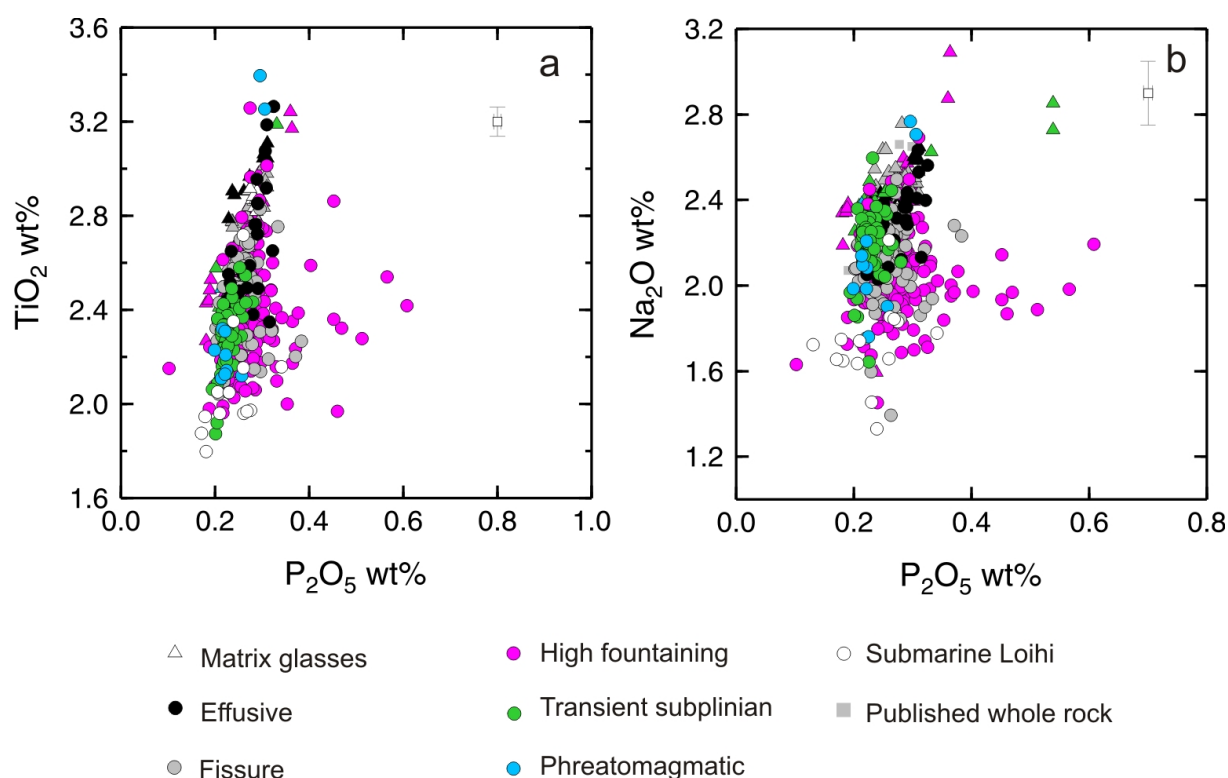 a
3.6
3.2
2.8
2.4
2.0
1.6
TiO2 wt%
0.0 0.2 0.4 0.6 0.8 1.0
P2O5 wt%
b
3.2
2.8
2.4
2.0
1.6
1.2
Na2O wt%
0.0 0.2 0.4 0.6 0.8
P2O5 wt%
Matrix glasses
High fountaining
Submarine Loihi
Effusive
Transient subplinian
Published whole rock
Fissure
Phreatomagmatic